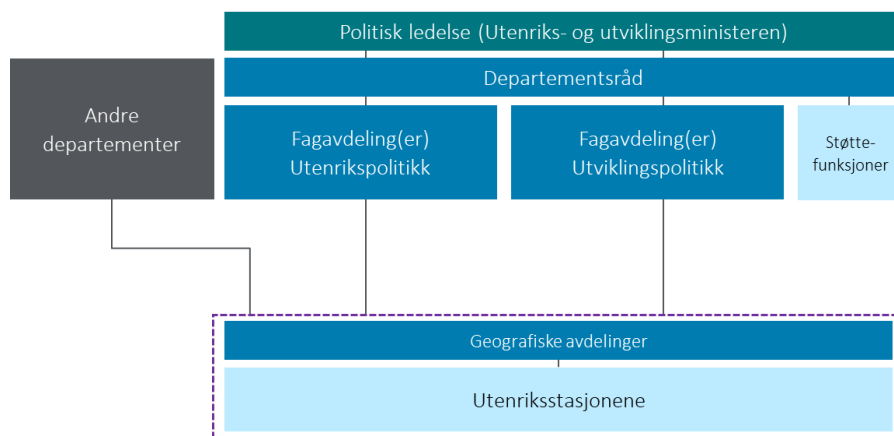 Politisk ledelse (Utenriks- og utviklingsministeren)
Departementsråd
Andre
departementer
Fagavdeling(er)
Utenrikspolitikk
Fagavdeling(er)
Utviklingspolitikk
Støtte-
funksjoner
Geografiske avdelinger
Utenriksstasjonene